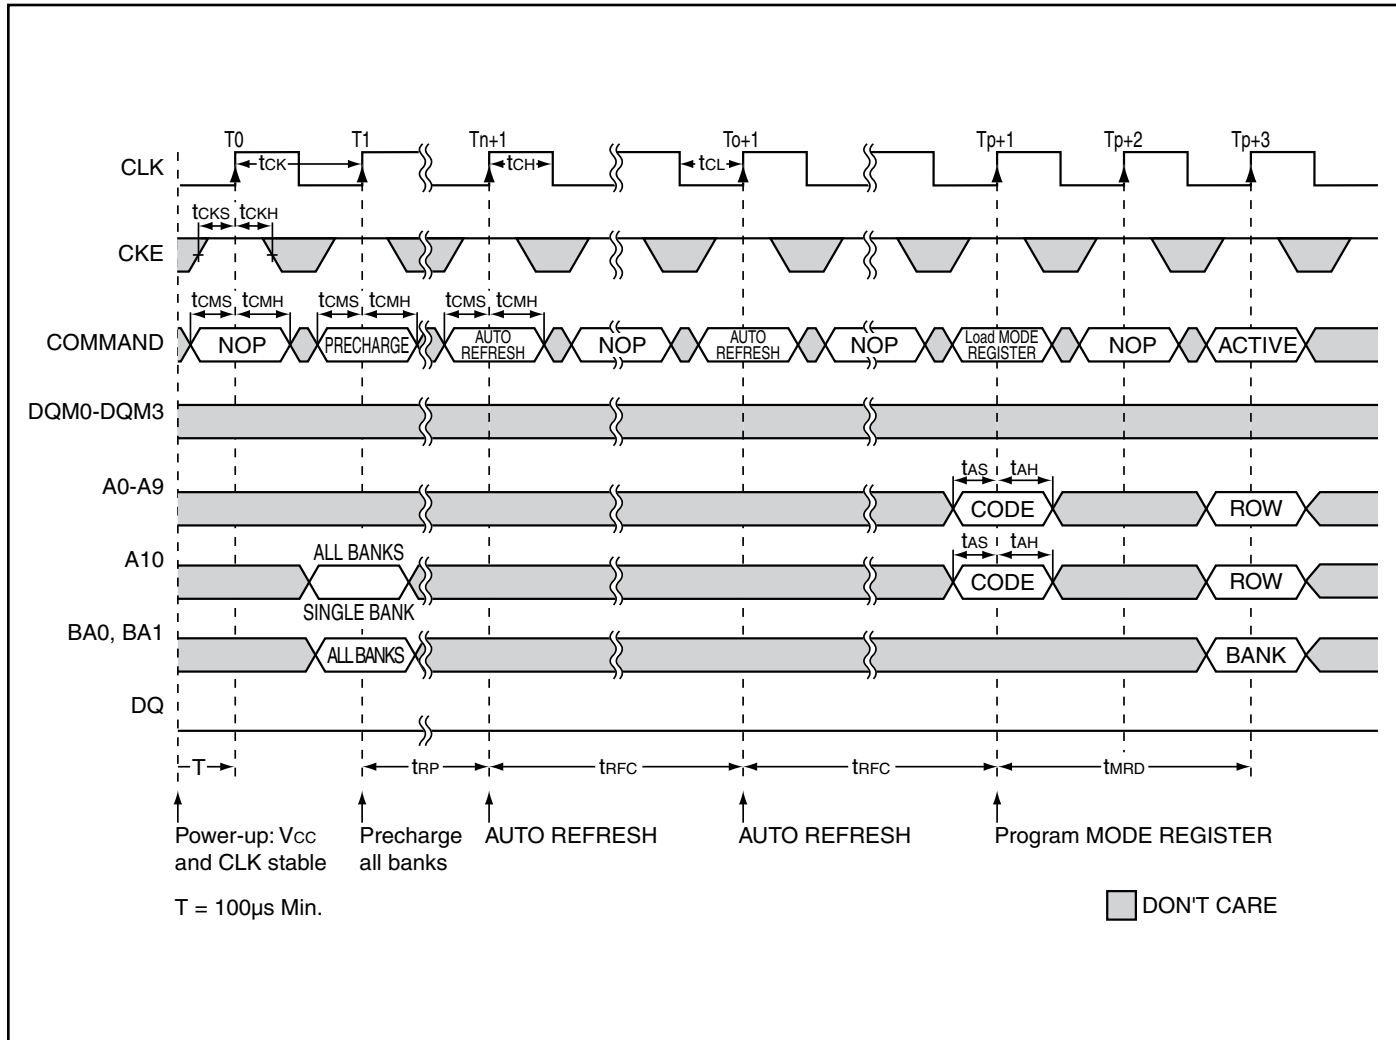 T0 T1 Tn+1 To+1 Tp+1 Tp+2 Tp+3
CLK tCK tCH tCL
tCKS tCKH
CKE
tCMS tCMH tCMS tCMH tCMS tCMH
COMMAND NOP PRECHARGE AUTO REFRESH NOP AUTO REFRESH NOP Load MODE REGISTER NOP ACTIVE
DQM0-DQM3
tAS tAH
A0-A9 CODE ROW
ALL BANKS tAS tAH
A10 CODE ROW
SINGLE BANK
BA0, BA1 ALL BANKS BANK
DQ
T tRP tRFC tRFC tMRD
Power-up: VCC Precharge AUTO REFRESH AUTO REFRESH Program MODE REGISTER
and CLK stable all banks
T = 100µs Min. DON'T CARE